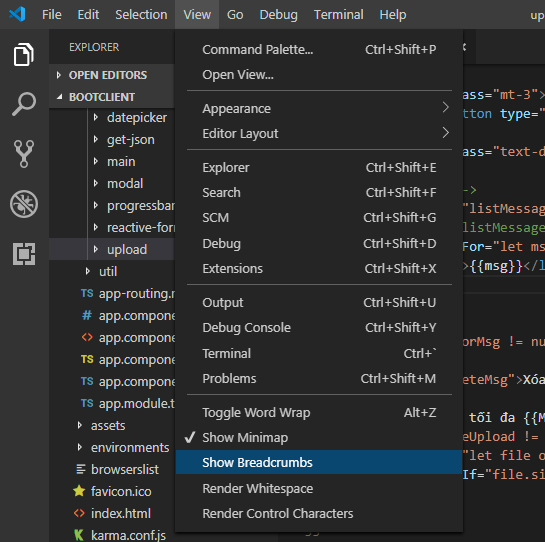 File Edit Selection View Go Debug Terminal Help up
EXPLORER
OPEN EDITORS
BOOTCLIENT
datepicker
get-json
main
modal
progressbar
reactive-for
upload
util
TS app-routing.m
# app.compone
<> app.compone
TS app.compone
TS app.compone
TS app.module.t
assets
environments
browserslist
favicon.ico
index.html
karma.conf.js
Command Palette... Ctrl+Shift+P
Open View...
Appearance
Editor Layout
Explorer Ctrl+Shift+E
Search Ctrl+Shift+F
SCM Ctrl+Shift+G
Debug Ctrl+Shift+D
Extensions Ctrl+Shift+X
Output Ctrl+Shift+U
Debug Console Ctrl+Shift+Y
Terminal Ctrl+`
Problems Ctrl+Shift+M
Toggle Word Wrap Alt+Z
✓ Show Minimap
Show Breadcrumbs
Render Whitespace
Render Control Characters
ass="mt-3">
tton type="
ass="text-d
->
"listMessage
listMessage
For="let ms
>{{msg}}</l
orMsg != nu
eteMsg">Xóa
tối đa {{M
eUpload !=
"let file o
If="file.si